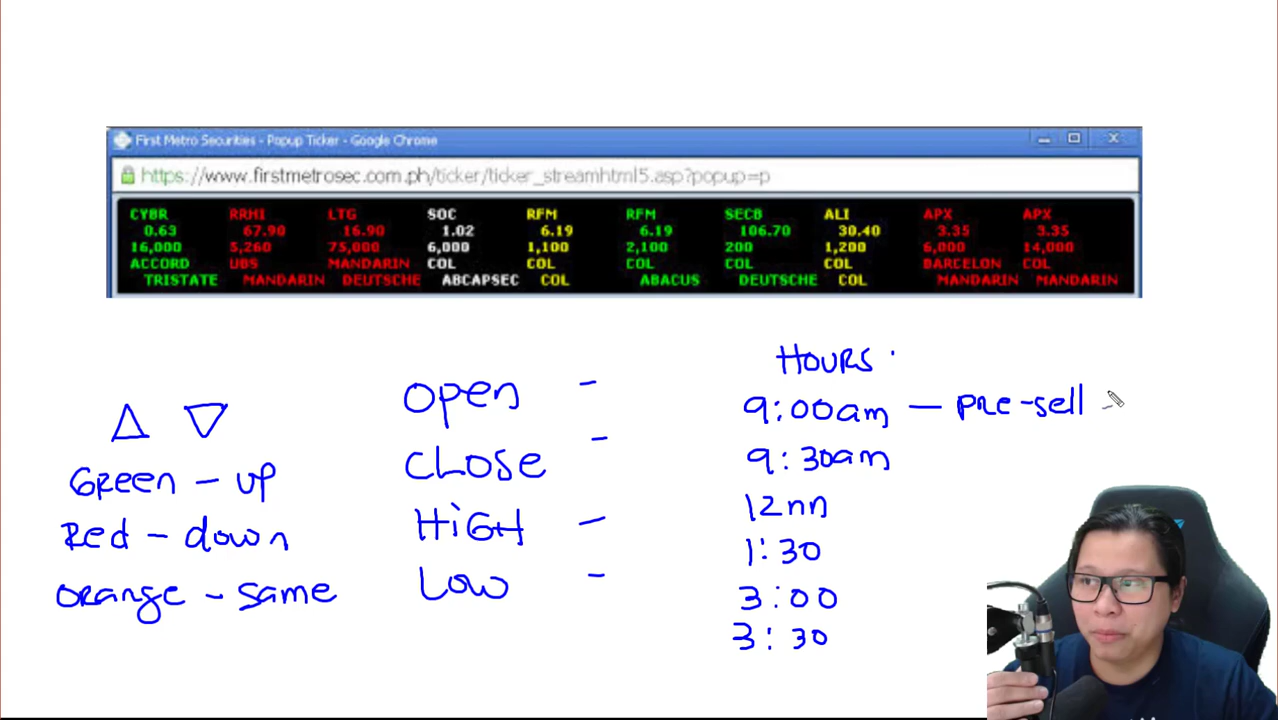 First Metro Securities - Popup Ticker - Google Chrome
https://www.firstmetrosec.com.ph/ticker/ticker_streamhtml5.asp?popup=p
CYBR RRHI LTG SOC RFM RFM SECB ALI APX APX
0.63 67.90 16.90 1.02 6.19 6.19 106.70 30.40 3.35 3.35
16,000 3,260 75,000 6,000 1,100 2,100 200 1,200 6,000 14,000
ACCORD UBS MANDARIN COL COL COL COL COL BARCELON COL
TRISTATE MANDARIN DEUTSCHE ABCAPSEC COL ABACUS DEUTSCHE COL MANDARIN MANDARIN
Green - up
Red - down
Orange - same
Open -
Close -
High -
Low -
Hours
9:00am - pre-sell -
9:30am
12nn
1:30
3:00
3:30